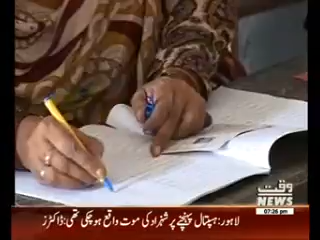 وقت
NEWS
07:26 pm
لاہور: ہسپتال پہنچنے پر شہزاد کی موت واقع ہو چکی تھی: ڈاکٹرز